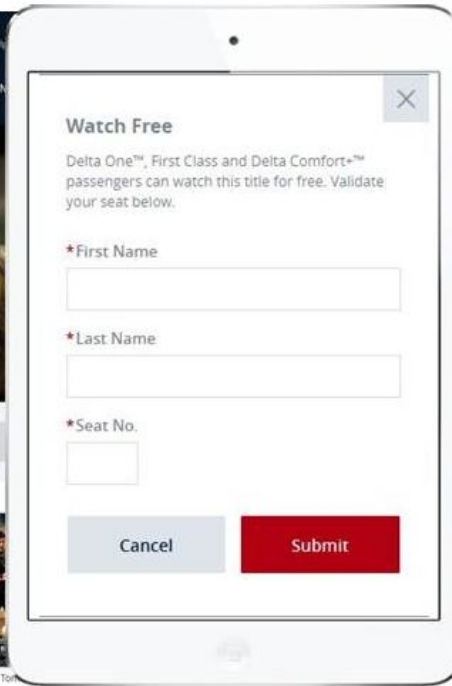 Watch Free
Delta One™, First Class and Delta Comfort+™
passengers can watch this title for free. Validate
your seat below.
*First Name
*Last Name
*Seat No.
Cancel
Submit